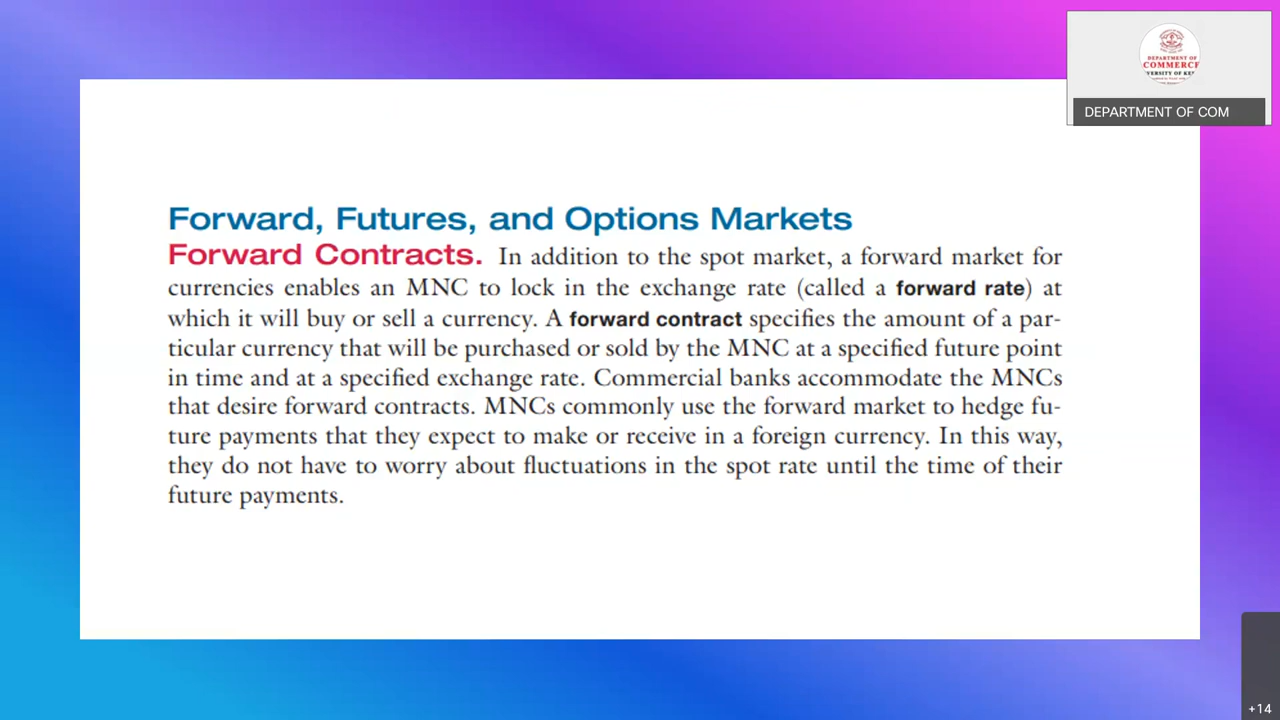 DEPARTMENT OF
COMMERCE
DEPARTMENT OF COM
Forward, Futures, and Options Markets
Forward Contracts. In addition to the spot market, a forward market for
currencies enables an MNC to lock in the exchange rate (called a forward rate) at
which it will buy or sell a currency. A forward contract specifies the amount of a par-
ticular currency that will be purchased or sold by the MNC at a specified future point
in time and at a specified exchange rate. Commercial banks accommodate the MNCs
that desire forward contracts. MNCs commonly use the forward market to hedge fu-
ture payments that they expect to make or receive in a foreign currency. In this way,
they do not have to worry about fluctuations in the spot rate until the time of their
future payments.
+14